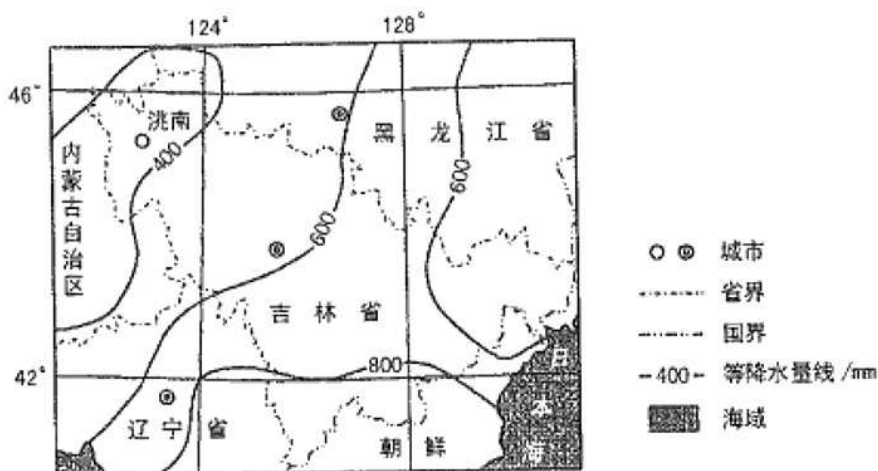 124°
128°
46°
洮南
黑龙江省
400
内蒙古自治区
600
600
吉林省
800
42°
辽宁省
朝鲜
日本海
城市
省界
国界
-400- 等降水量线/mm
海域